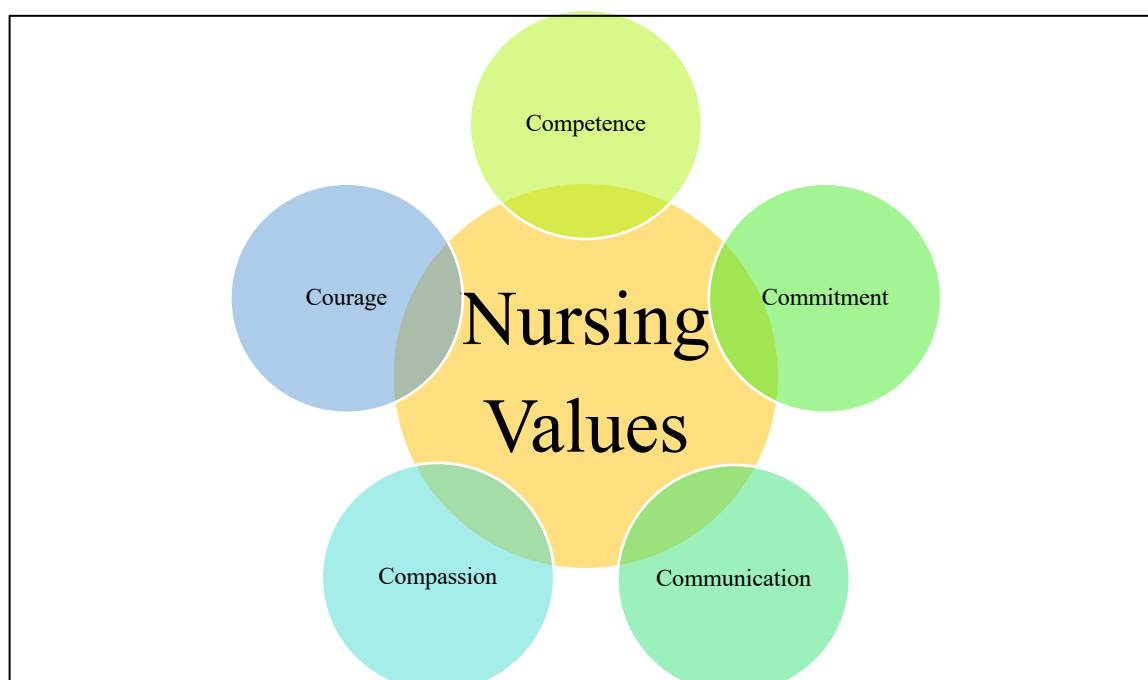 Competence
Courage
Commitment
Nursing
Values
Compassion
Communication